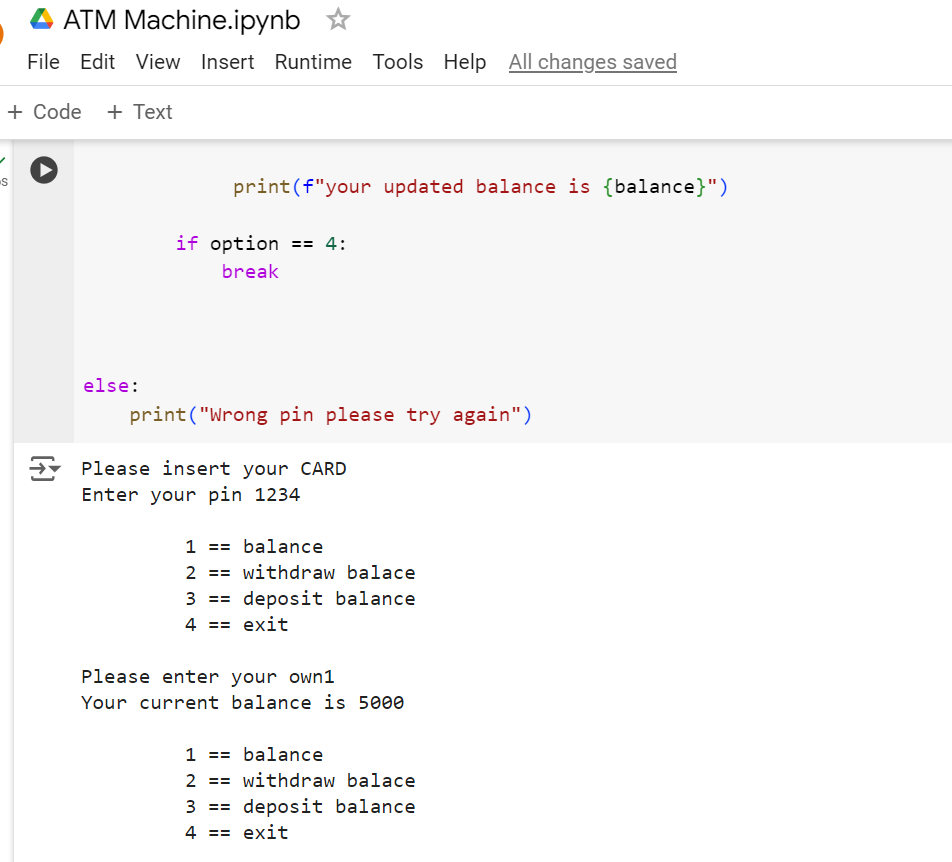 ATM Machine.ipynb
File Edit View Insert Runtime Tools Help All changes saved
+ Code + Text
print(f"your updated balance is {balance}")
if option == 4:
break
else:
print("Wrong pin please try again")
Please insert your CARD
Enter your pin 1234
1 == balance
2 == withdraw balace
3 == deposit balance
4 == exit
Please enter your own1
Your current balance is 5000
1 == balance
2 == withdraw balace
3 == deposit balance
4 == exit